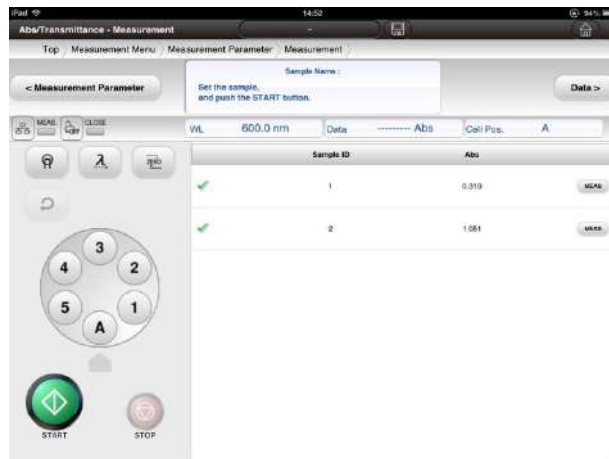 iPad 14:52 94%
Abs/Transmittance - Measurement -
Top Measurement Menu Measurement Parameter Measurement
< Measurement Parameter
Sample Name :
Set the sample,
and push the START button.
Data >
MEAS. OFF CLOSE
WL 600.0 nm Data --------- Abs Cell Pos. A
λ
Sample ID Abs
1 0.319 MEAS
2 1.051 MEAS
3
4 2
5 1
A
START STOP